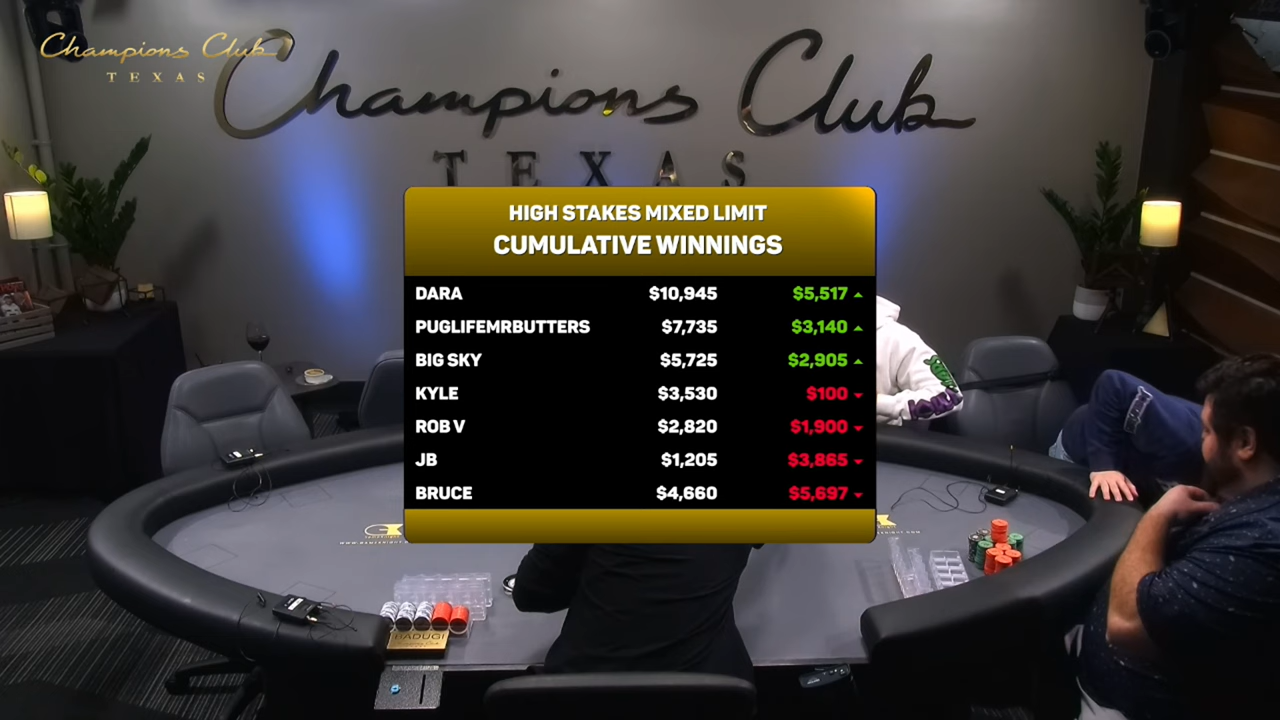 Champions Club
TEXAS
Champions Club
TEXAS
HIGH STAKES MIXED LIMIT
CUMULATIVE WINNINGS
DARA $10,945 $5,517
PUGLIFEMRBUTTERS $7,735 $3,140
BIG SKY $5,725 $2,905
KYLE $3,530 $100
ROB V $2,820 $1,900
JB $1,205 $3,865
BRUCE $4,660 $5,697
BADUGI